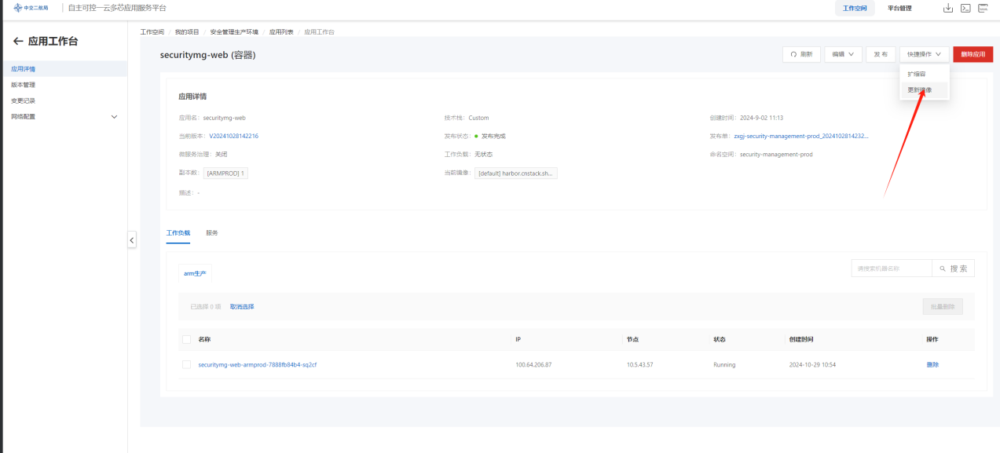 中交二航局 自主可控一云多芯应用服务平台 工作空间 平台管理
应用工作台
应用详情
版本管理
变更记录
网络配置
工作空间 / 我的项目 / 安全管理生产环境 / 应用列表 / 应用工作台
securitymg-web (容器)
刷新 编辑 发布 快捷操作 删除应用
扩缩容
更新镜像
应用详情
应用名: securitymg-web 技术栈: Custom 创建时间: 2024-9-02 11:13
当前版本: V20241028142216 发布状态: 发布完成 发布单: zxgj-security-management-prod_2024102814232...
微服务治理: 关闭 工作负载: 无状态 命名空间: security-management-prod
副本数: [ARMPROD] 1 当前镜像: [default] harbor.cnstack.sh...
描述: -
工作负载 服务
arm生产 请搜索机器名称 搜索
已选择 0 项 取消选择 批量删除
名称 IP 节点 状态 创建时间 操作
securitymg-web-armprod-7888fb84b4-sq2cf 100.64.206.87 10.5.43.57 Running 2024-10-29 10:54 删除